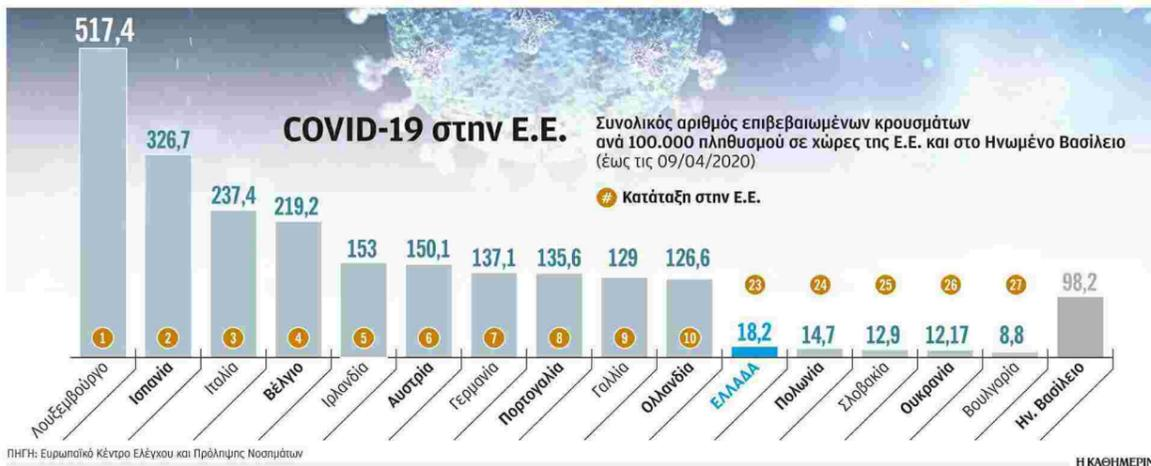 517,4
326,7
237,4
219,2
153
150,1
137,1
135,6
129
126,6
18,2
14,7
12,9
12,17
8,8
98,2
COVID-19 στην Ε.Ε.
Συνολικός αριθμός επιβεβαιωμένων κρουσμάτων
ανά 100.000 πληθυσμού σε χώρες της Ε.Ε. και στο Ηνωμένο Βασίλειο
(έως τις 09/04/2020)
# Κατάταξη στην Ε.Ε.
1
2
3
4
5
6
7
8
9
10
23
24
25
26
27
Λουξεμβούργο
Ισπανία
Ιταλία
Βέλγιο
Ιρλανδία
Αυστρία
Γερμανία
Πορτογαλία
Γαλλία
Ολλανδία
ΕΛΛΑΔΑ
Πολωνία
Σλοβακία
Ουκρανία
Βουλγαρία
Ην. Βασίλειο
ΠΗΓΗ: Ευρωπαϊκό Κέντρο Ελέγχου και Πρόληψης Νοσημάτων
Η ΚΑΘΗΜΕΡΙΝ